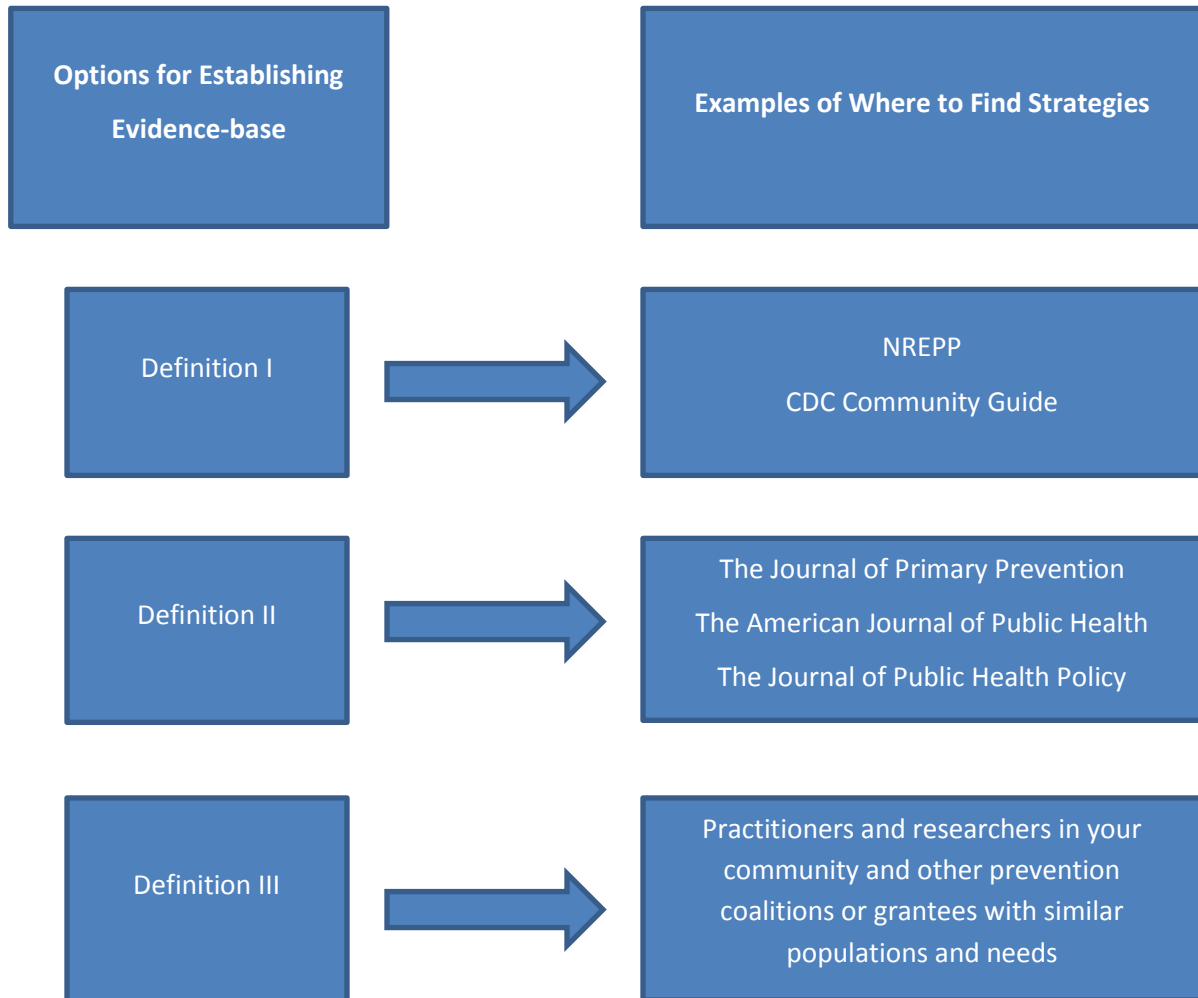 Options for Establishing
Evidence-base
Examples of Where to Find Strategies
Definition I
NREPP
CDC Community Guide
Definition II
The Journal of Primary Prevention
The American Journal of Public Health
The Journal of Public Health Policy
Definition III
Practitioners and researchers in your
community and other prevention
coalitions or grantees with similar
populations and needs